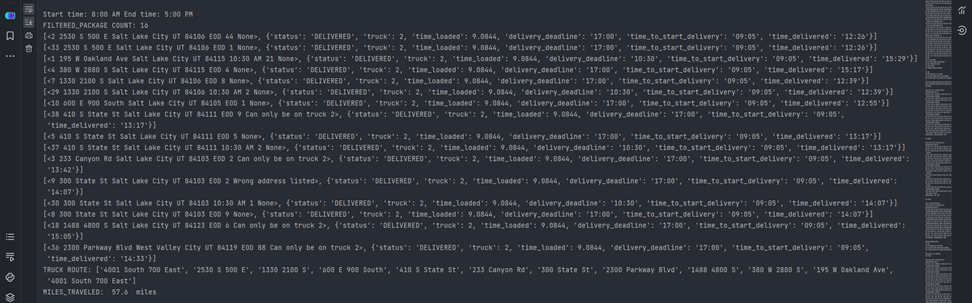 Start time: 8:00 AM End time: 5:00 PM
FILTERED_PACKAGE COUNT: 16
[<2 2530 S 500 E Salt Lake City UT 84106 EOD 44 None>, {'status': 'DELIVERED', 'truck': 2, 'time_loaded': 9.0844, 'delivery_deadline': '17:00', 'time_to_start_delivery': '09:05', 'time_delivered': '12:26'}]
[<33 2530 S 500 E Salt Lake City UT 84106 EOD 1 None>, {'status': 'DELIVERED', 'truck': 2, 'time_loaded': 9.0844, 'delivery_deadline': '17:00', 'time_to_start_delivery': '09:05', 'time_delivered': '12:26'}]
[<1 195 W Oakland Ave Salt Lake City UT 84115 10:30 AM 21 None>, {'status': 'DELIVERED', 'truck': 2, 'time_loaded': 9.0844, 'delivery_deadline': '10:30', 'time_to_start_delivery': '09:05', 'time_delivered': '15:29'}]
[<4 380 W 2880 S Salt Lake City UT 84115 EOD 4 None>, {'status': 'DELIVERED', 'truck': 2, 'time_loaded': 9.0844, 'delivery_deadline': '17:00', 'time_to_start_delivery': '09:05', 'time_delivered': '15:17'}]
[<7 1330 2100 S Salt Lake City UT 84106 EOD 8 None>, {'status': 'DELIVERED', 'truck': 2, 'time_loaded': 9.0844, 'delivery_deadline': '17:00', 'time_to_start_delivery': '09:05', 'time_delivered': '12:39'}]
[<29 1330 2100 S Salt Lake City UT 84106 10:30 AM 2 None>, {'status': 'DELIVERED', 'truck': 2, 'time_loaded': 9.0844, 'delivery_deadline': '10:30', 'time_to_start_delivery': '09:05', 'time_delivered': '12:39'}]
[<10 600 E 900 South Salt Lake City UT 84105 EOD 1 None>, {'status': 'DELIVERED', 'truck': 2, 'time_loaded': 9.0844, 'delivery_deadline': '17:00', 'time_to_start_delivery': '09:05', 'time_delivered': '12:55'}]
[<38 410 S State St Salt Lake City UT 84111 EOD 9 Can only be on truck 2>, {'status': 'DELIVERED', 'truck': 2, 'time_loaded': 9.0844, 'delivery_deadline': '17:00', 'time_to_start_delivery': '09:05',
'time_delivered': '13:17'}]
[<5 410 S State St Salt Lake City UT 84111 EOD 5 None>, {'status': 'DELIVERED', 'truck': 2, 'time_loaded': 9.0844, 'delivery_deadline': '17:00', 'time_to_start_delivery': '09:05', 'time_delivered': '13:17'}]
[<37 410 S State St Salt Lake City UT 84111 10:30 AM 2 None>, {'status': 'DELIVERED', 'truck': 2, 'time_loaded': 9.0844, 'delivery_deadline': '10:30', 'time_to_start_delivery': '09:05', 'time_delivered': '13:17'}]
[<3 233 Canyon Rd Salt Lake City UT 84103 EOD 2 Can only be on truck 2>, {'status': 'DELIVERED', 'truck': 2, 'time_loaded': 9.0844, 'delivery_deadline': '17:00', 'time_to_start_delivery': '09:05', 'time_delivered':
'13:42'}]
[<9 300 State St Salt Lake City UT 84103 EOD 2 Wrong address listed>, {'status': 'DELIVERED', 'truck': 2, 'time_loaded': 9.0844, 'delivery_deadline': '17:00', 'time_to_start_delivery': '09:05', 'time_delivered':
'14:07'}]
[<30 300 State St Salt Lake City UT 84103 10:30 AM 1 None>, {'status': 'DELIVERED', 'truck': 2, 'time_loaded': 9.0844, 'delivery_deadline': '10:30', 'time_to_start_delivery': '09:05', 'time_delivered': '14:07'}]
[<8 300 State St Salt Lake City UT 84103 EOD 9 None>, {'status': 'DELIVERED', 'truck': 2, 'time_loaded': 9.0844, 'delivery_deadline': '17:00', 'time_to_start_delivery': '09:05', 'time_delivered': '14:07'}]
[<18 1488 4800 S Salt Lake City UT 84123 EOD 6 Can only be on truck 2>, {'status': 'DELIVERED', 'truck': 2, 'time_loaded': 9.0844, 'delivery_deadline': '17:00', 'time_to_start_delivery': '09:05', 'time_delivered':
'15:05'}]
[<36 2300 Parkway Blvd West Valley City UT 84119 EOD 88 Can only be on truck 2>, {'status': 'DELIVERED', 'truck': 2, 'time_loaded': 9.0844, 'delivery_deadline': '17:00', 'time_to_start_delivery': '09:05',
'time_delivered': '14:33'}]
TRUCK ROUTE: ['4001 South 700 East', '2530 S 500 E', '1330 2100 S', '600 E 900 South', '410 S State St', '233 Canyon Rd', '300 State St', '2300 Parkway Blvd', '1488 4800 S', '380 W 2880 S', '195 W Oakland Ave',
'4001 South 700 East']
MILES_TRAVELED: 57.6 miles